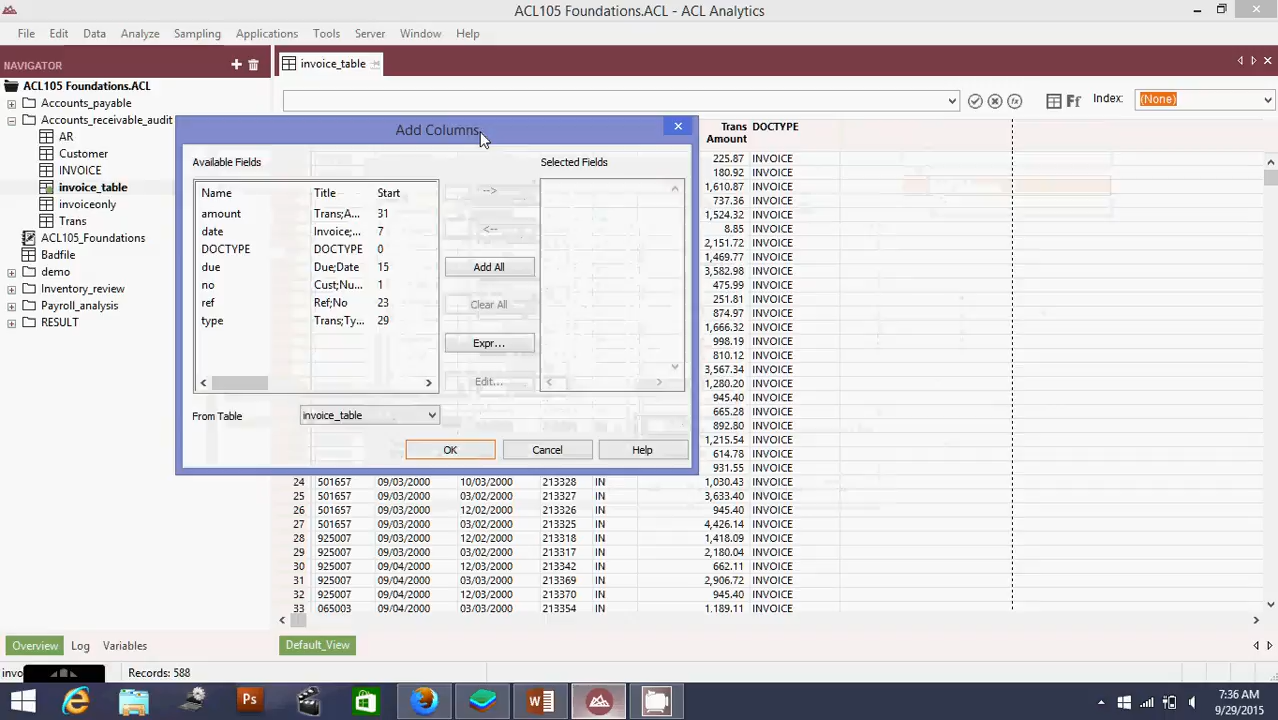 ACL105 Foundations.ACL - ACL Analytics
File Edit Data Analyze Sampling Applications Tools Server Window Help
NAVIGATOR
invoice_table
Index: (None)
ACL105 Foundations.ACL
Accounts_payable
Accounts_receivable_audit
AR
Customer
INVOICE
invoice_table
invoiceonly
Trans
ACL105_Foundations
Badfile
demo
Inventory_review
Payroll_analysis
RESULT
Add Columns
Available Fields
Selected Fields
Name Title Start
amount Trans;A... 31
date Invoice;... 7
DOCTYPE DOCTYPE 0
due Due;Date 15
no Cust;Nu... 1
ref Ref;No 23
type Trans;Ty... 29
-->
<--
Add All
Clear All
Expr...
Edit...
From Table invoice_table
OK Cancel Help
Trans Amount DOCTYPE
225.87 INVOICE
180.92 INVOICE
1,610.87 INVOICE
737.36 INVOICE
1,524.32 INVOICE
8.85 INVOICE
2,151.72 INVOICE
1,469.77 INVOICE
3,582.98 INVOICE
475.99 INVOICE
251.81 INVOICE
874.97 INVOICE
1,666.32 INVOICE
998.19 INVOICE
810.12 INVOICE
3,567.34 INVOICE
1,280.20 INVOICE
945.40 INVOICE
665.28 INVOICE
892.80 INVOICE
1,215.54 INVOICE
614.78 INVOICE
931.55 INVOICE
24 501657 09/03/2000 10/03/2000 213328 IN 1,030.43 INVOICE
25 501657 09/03/2000 03/02/2000 213327 IN 3,633.40 INVOICE
26 501657 09/03/2000 12/02/2000 213326 IN 945.40 INVOICE
27 501657 09/03/2000 03/02/2000 213325 IN 4,426.14 INVOICE
28 925007 09/03/2000 12/02/2000 213318 IN 1,418.09 INVOICE
29 925007 09/03/2000 03/02/2000 213317 IN 2,180.04 INVOICE
30 925007 09/04/2000 12/03/2000 213342 IN 662.11 INVOICE
31 925007 09/04/2000 03/03/2000 213369 IN 2,906.72 INVOICE
32 925007 09/04/2000 12/03/2000 213370 IN 945.40 INVOICE
33 065003 09/04/2000 03/03/2000 213354 IN 1,189.11 INVOICE
Overview Log Variables
Default_View
invo
Records: 588
Ps
7:36 AM
9/29/2015